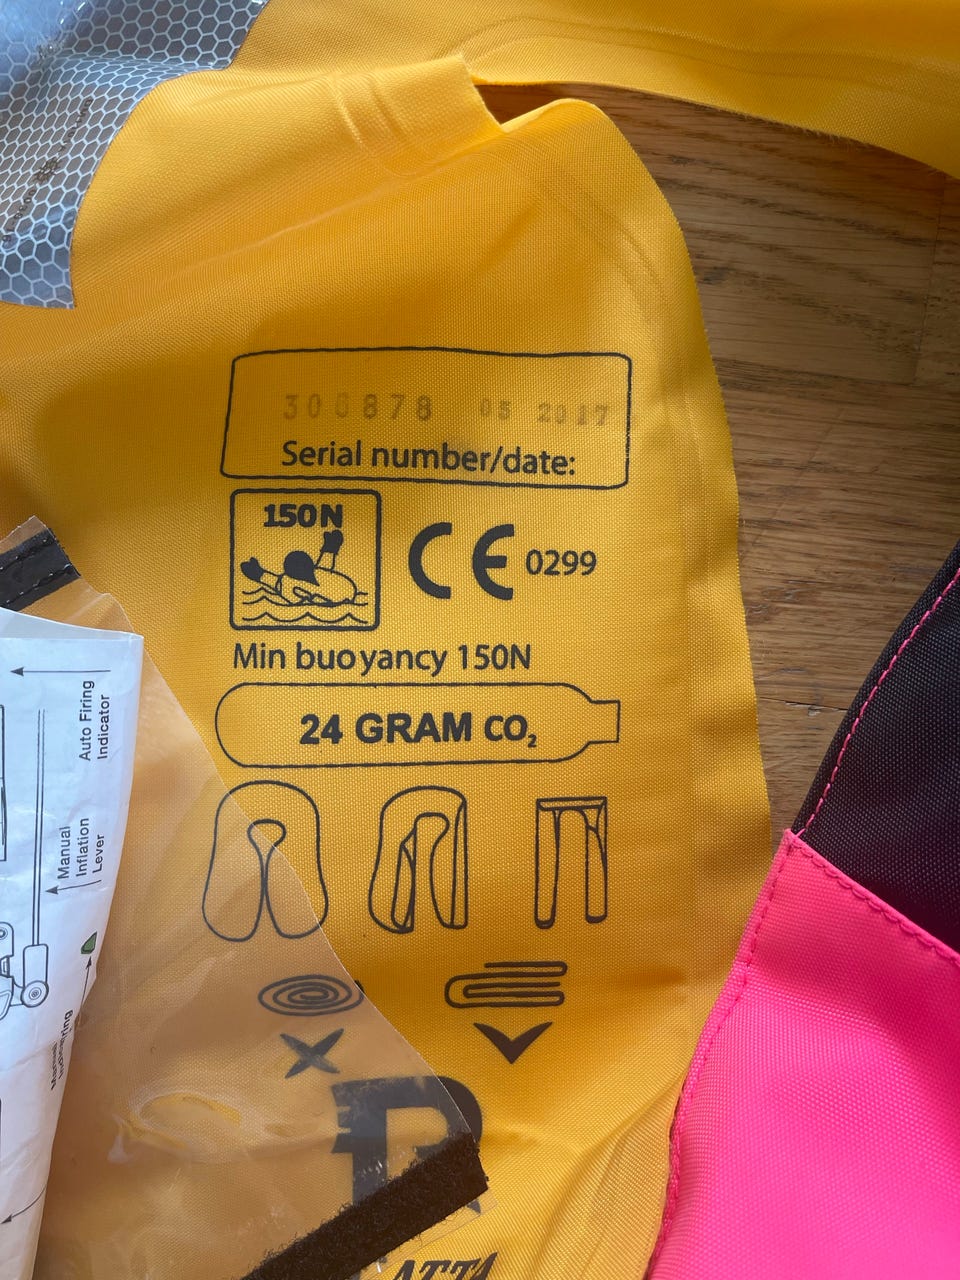 300878 05 2017
Serial number/date:
150N
CE 0299
Min buoyancy 150N
24 GRAM CO₂
Auto Firing
Indicator
Manual
Inflation
Lever